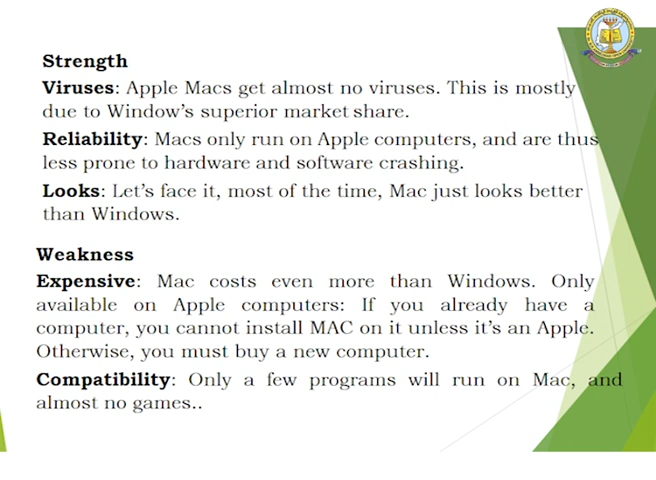 Strength
Viruses: Apple Macs get almost no viruses. This is mostly
due to Window's superior market share.
Reliability: Macs only run on Apple computers, and are thus
less prone to hardware and software crashing.
Looks: Let's face it, most of the time, Mac just looks better
than Windows.
Weakness
Expensive: Mac costs even more than Windows. Only
available on Apple computers: If you already have a
computer, you cannot install MAC on it unless it's an Apple.
Otherwise, you must buy a new computer.
Compatibility: Only a few programs will run on Mac, and
almost no games..